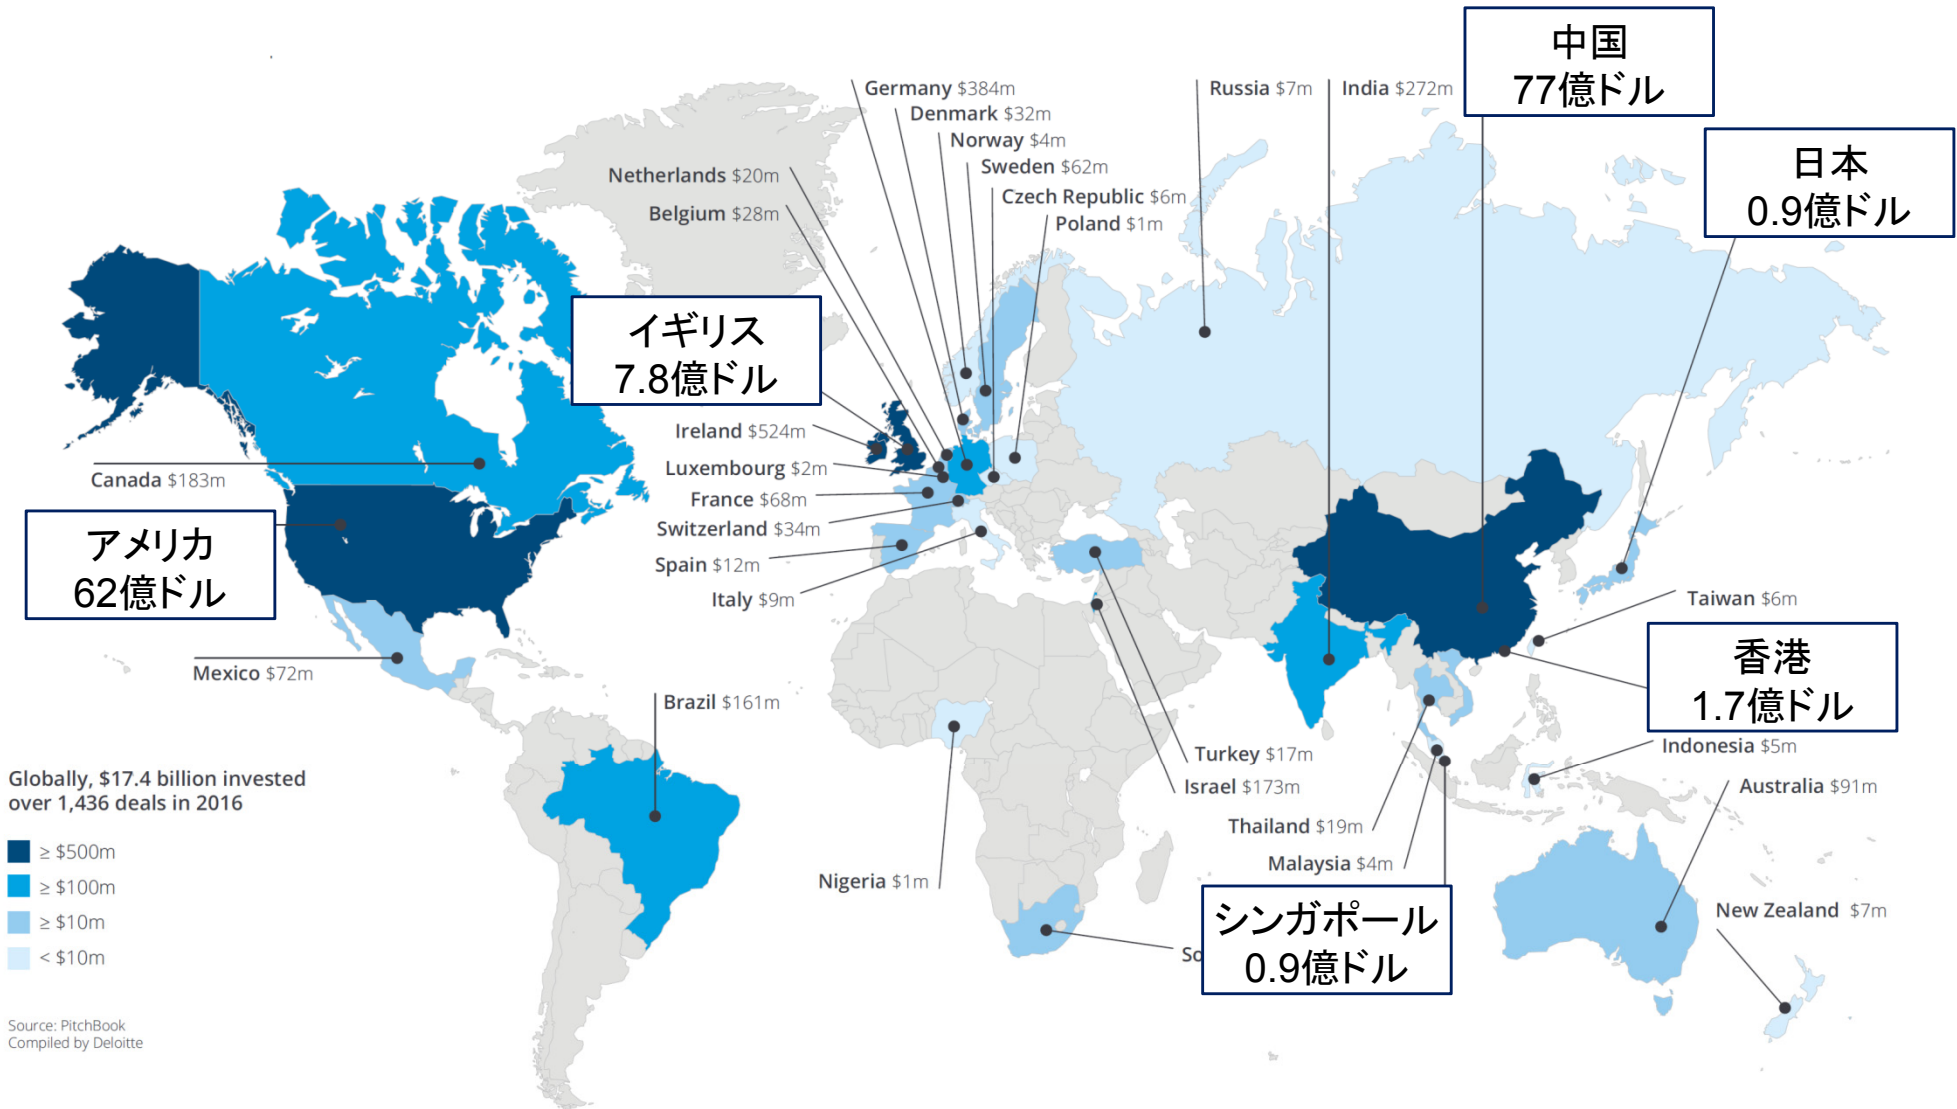 中国
77億ドル
Germany $384m
Denmark $32m
Norway $4m
Sweden $62m
Czech Republic $6m
Poland $1m
Russia $7m
India $272m
日本
0.9億ドル
Netherlands $20m
Belgium $28m
イギリス
7.8億ドル
Ireland $524m
Luxembourg $2m
France $68m
Switzerland $34m
Spain $12m
Italy $9m
Canada $183m
アメリカ
62億ドル
Mexico $72m
Brazil $161m
Taiwan $6m
香港
1.7億ドル
Indonesia $5m
Australia $91m
Turkey $17m
Israel $173m
Thailand $19m
Malaysia $4m
Nigeria $1m
シンガポール
0.9億ドル
New Zealand $7m
Globally, $17.4 billion invested
over 1,436 deals in 2016
≥ $500m
≥ $100m
≥ $10m
< $10m
Source: PitchBook
Compiled by Deloitte